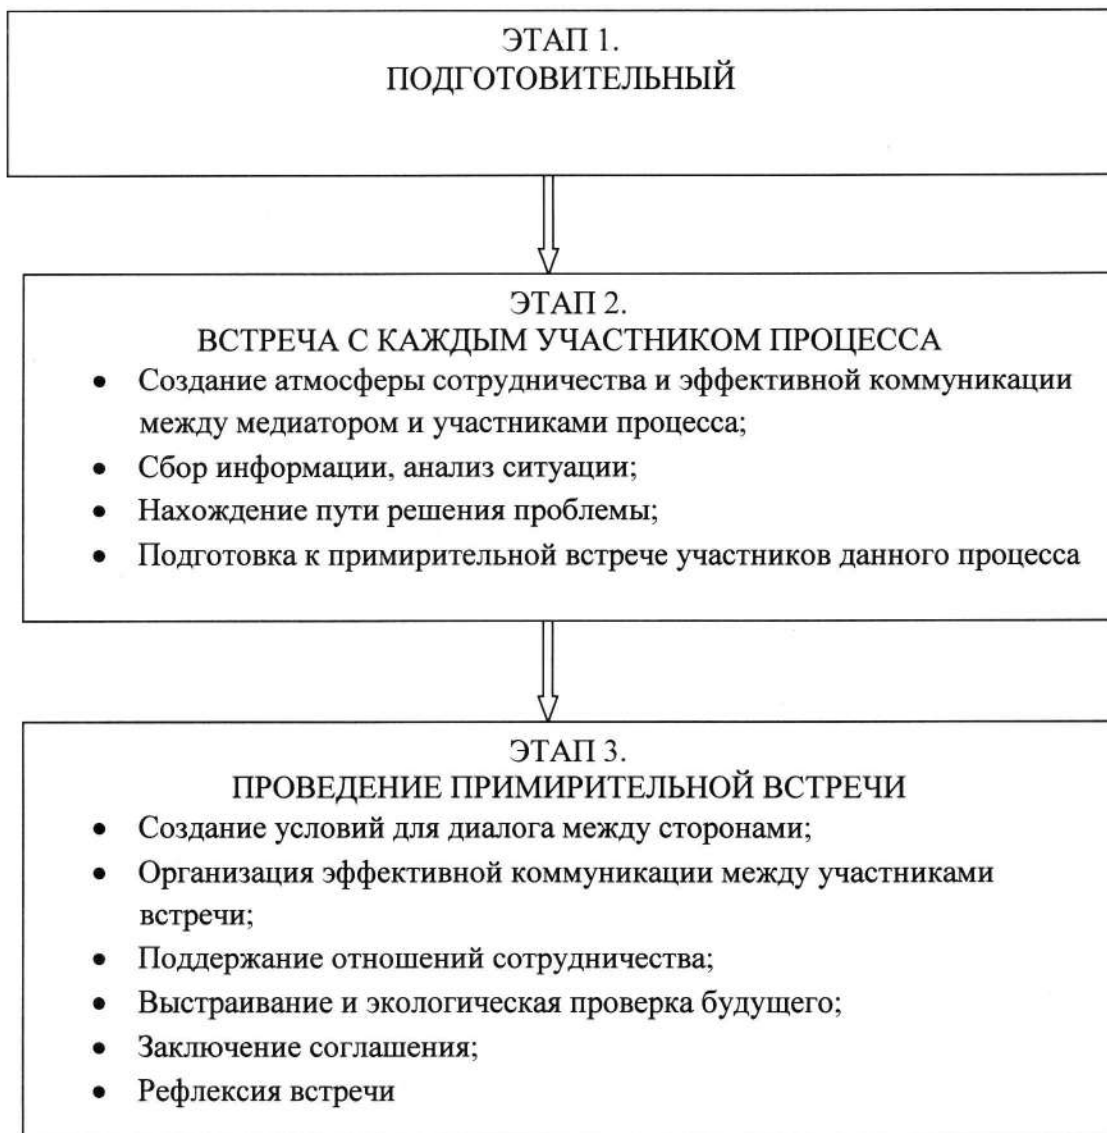 ЭТАП 1.
ПОДГОТОВИТЕЛЬНЫЙ
ЭТАП 2.
ВСТРЕЧА С КАЖДЫМ УЧАСТНИКОМ ПРОЦЕССА
• Создание атмосферы сотрудничества и эффективной коммуникации
между медиатором и участниками процесса;
• Сбор информации, анализ ситуации;
• Нахождение пути решения проблемы;
• Подготовка к примирительной встрече участников данного процесса
ЭТАП 3.
ПРОВЕДЕНИЕ ПРИМИРИТЕЛЬНОЙ ВСТРЕЧИ
• Создание условий для диалога между сторонами;
• Организация эффективной коммуникации между участниками
встречи;
• Поддержание отношений сотрудничества;
• Выстраивание и экологическая проверка будущего;
• Заключение соглашения;
• Рефлексия встречи